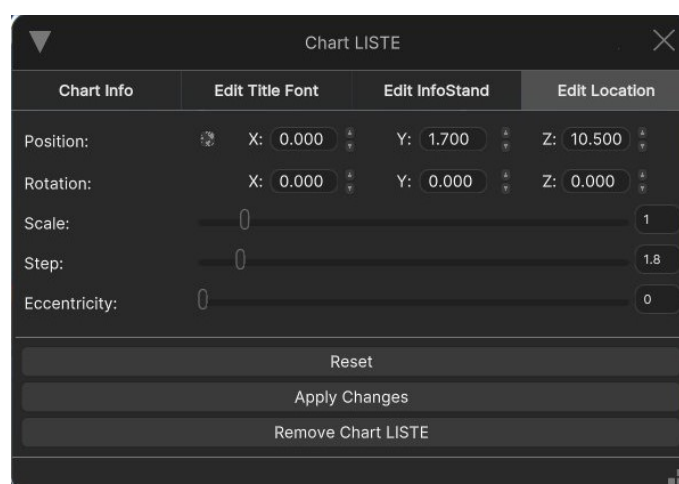 Chart LISTE
Chart Info Edit Title Font Edit InfoStand Edit Location
Position: X: 0.000 Y: 1.700 Z: 10.500
Rotation: X: 0.000 Y: 0.000 Z: 0.000
Scale: 1
Step: 1.8
Eccentricity: 0
Reset
Apply Changes
Remove Chart LISTE